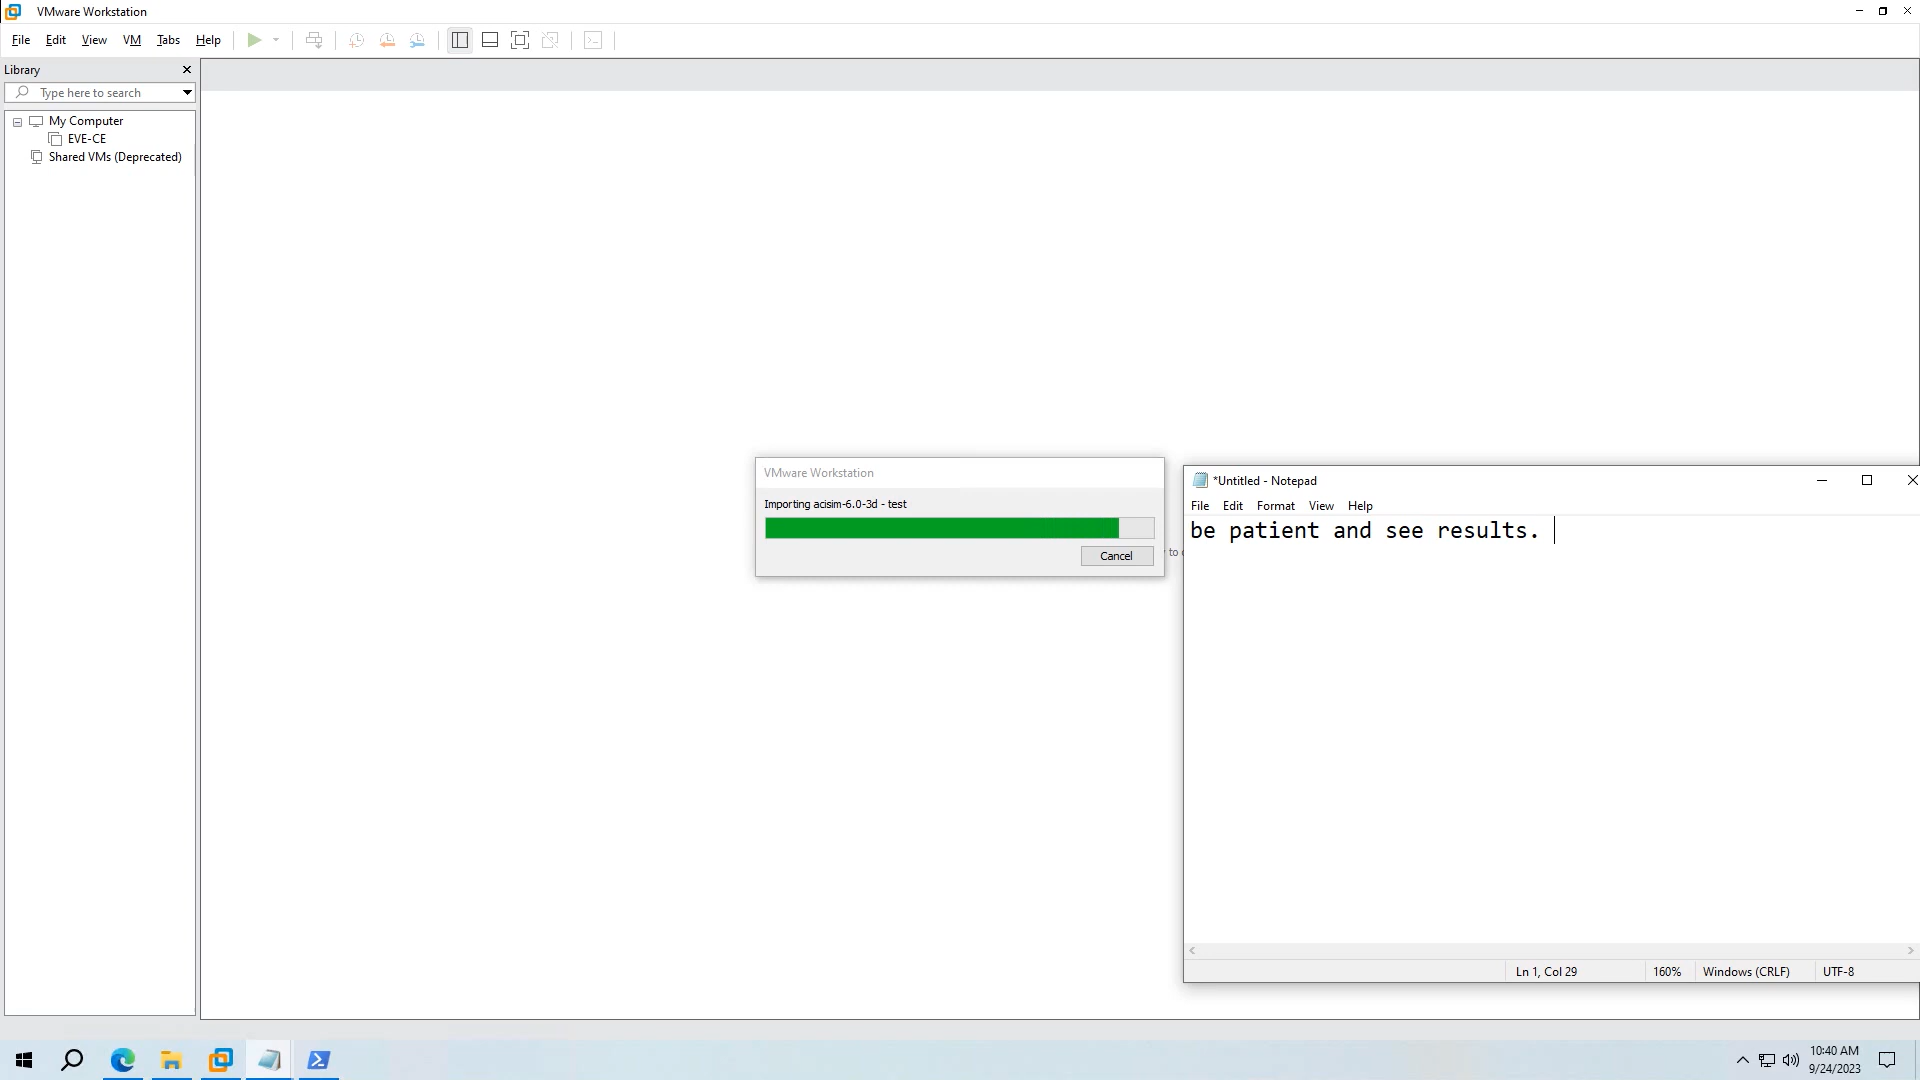 VMware Workstation
File Edit View VM Tabs Help
Library
Type here to search
My Computer
EVE-CE
Shared VMs (Deprecated)
VMware Workstation
Importing acisim-6.0-3d - test
Cancel
to
*Untitled - Notepad
File Edit Format View Help
be patient and see results.
Ln 1, Col 29 160% Windows (CRLF) UTF-8
10:40 AM
9/24/2023